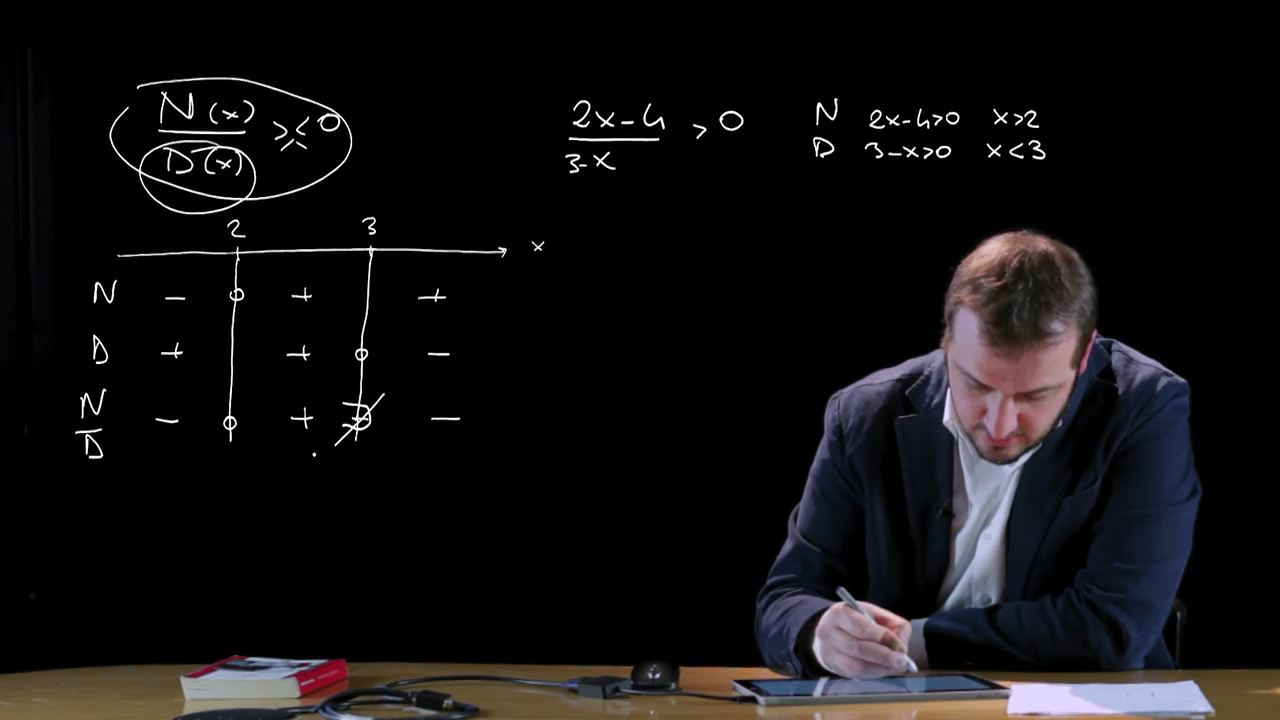 N(x)
D(x)
≥≤0
2x-4
3-x
> 0
N 2x-4>0 x>2
D 3-x>0 x<3
2 3
x
N - o + +
D + + o -
N
D
- o + ∄ -